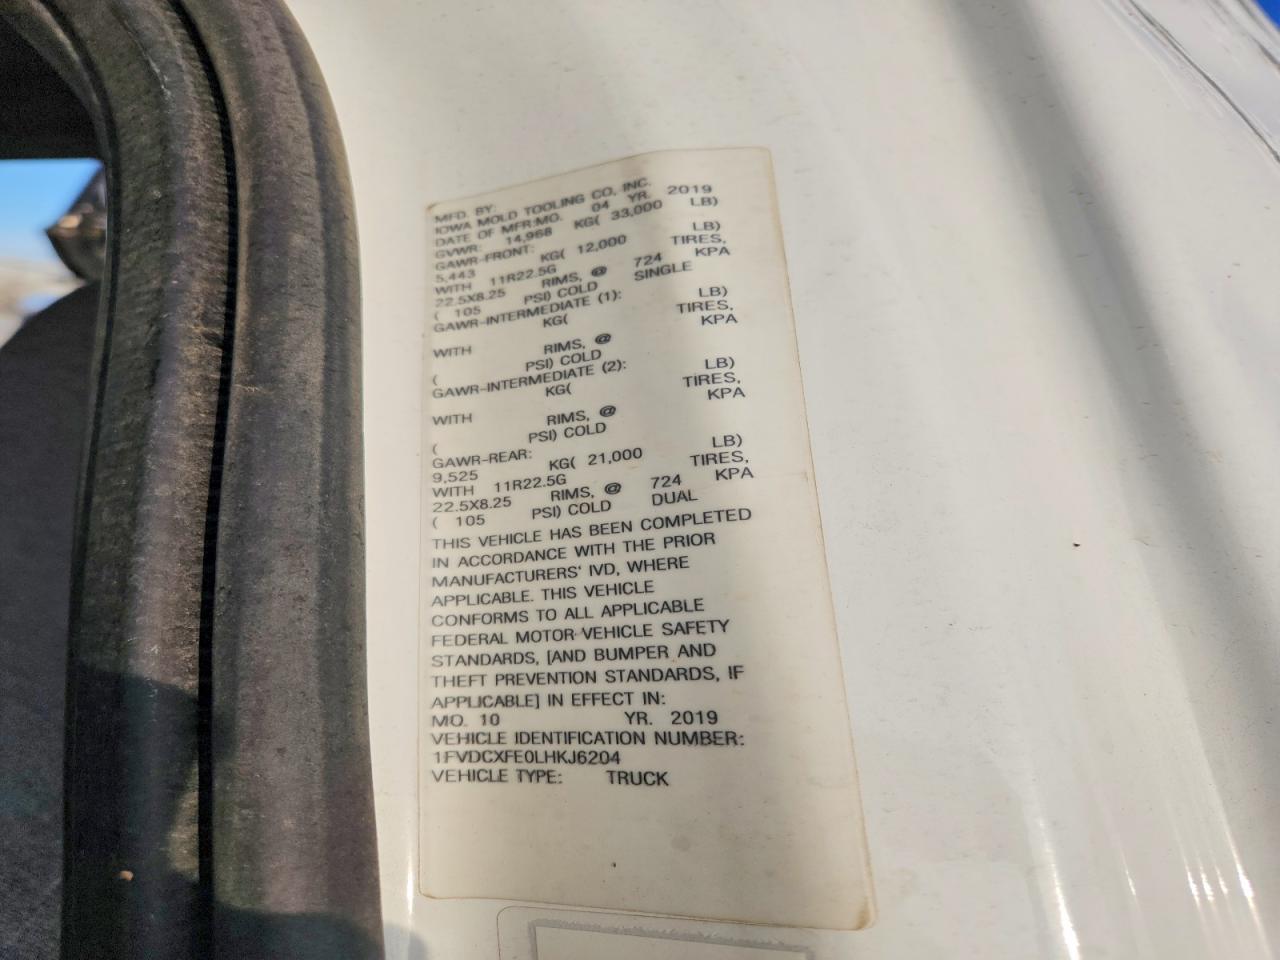 MFD. BY:
IOWA MOLD TOOLING CO, INC.
DATE OF MFR:MO. 04 YR. 2019
GVWR: 14,968 KG( 33,000 LB)
GAWR-FRONT:
5,443 KG( 12,000 LB)
WITH 11R22.5G TIRES,
22.5X8.25 RIMS, @ 724 KPA
( 105 PSI) COLD SINGLE
GAWR-INTERMEDIATE (1):
KG( LB)
WITH TIRES,
RIMS, @ KPA
( PSI) COLD
GAWR-INTERMEDIATE (2):
KG( LB)
WITH TIRES,
RIMS, @ KPA
( PSI) COLD
GAWR-REAR:
9,525 KG( 21,000 LB)
WITH 11R22.5G TIRES,
22.5X8.25 RIMS, @ 724 KPA
( 105 PSI) COLD DUAL
THIS VEHICLE HAS BEEN COMPLETED
IN ACCORDANCE WITH THE PRIOR
MANUFACTURERS' IVD, WHERE
APPLICABLE. THIS VEHICLE
CONFORMS TO ALL APPLICABLE
FEDERAL MOTOR VEHICLE SAFETY
STANDARDS, [AND BUMPER AND
THEFT PREVENTION STANDARDS, IF
APPLICABLE] IN EFFECT IN:
MO. 10 YR. 2019
VEHICLE IDENTIFICATION NUMBER:
1FVDCXFE0LHKJ6204
VEHICLE TYPE: TRUCK